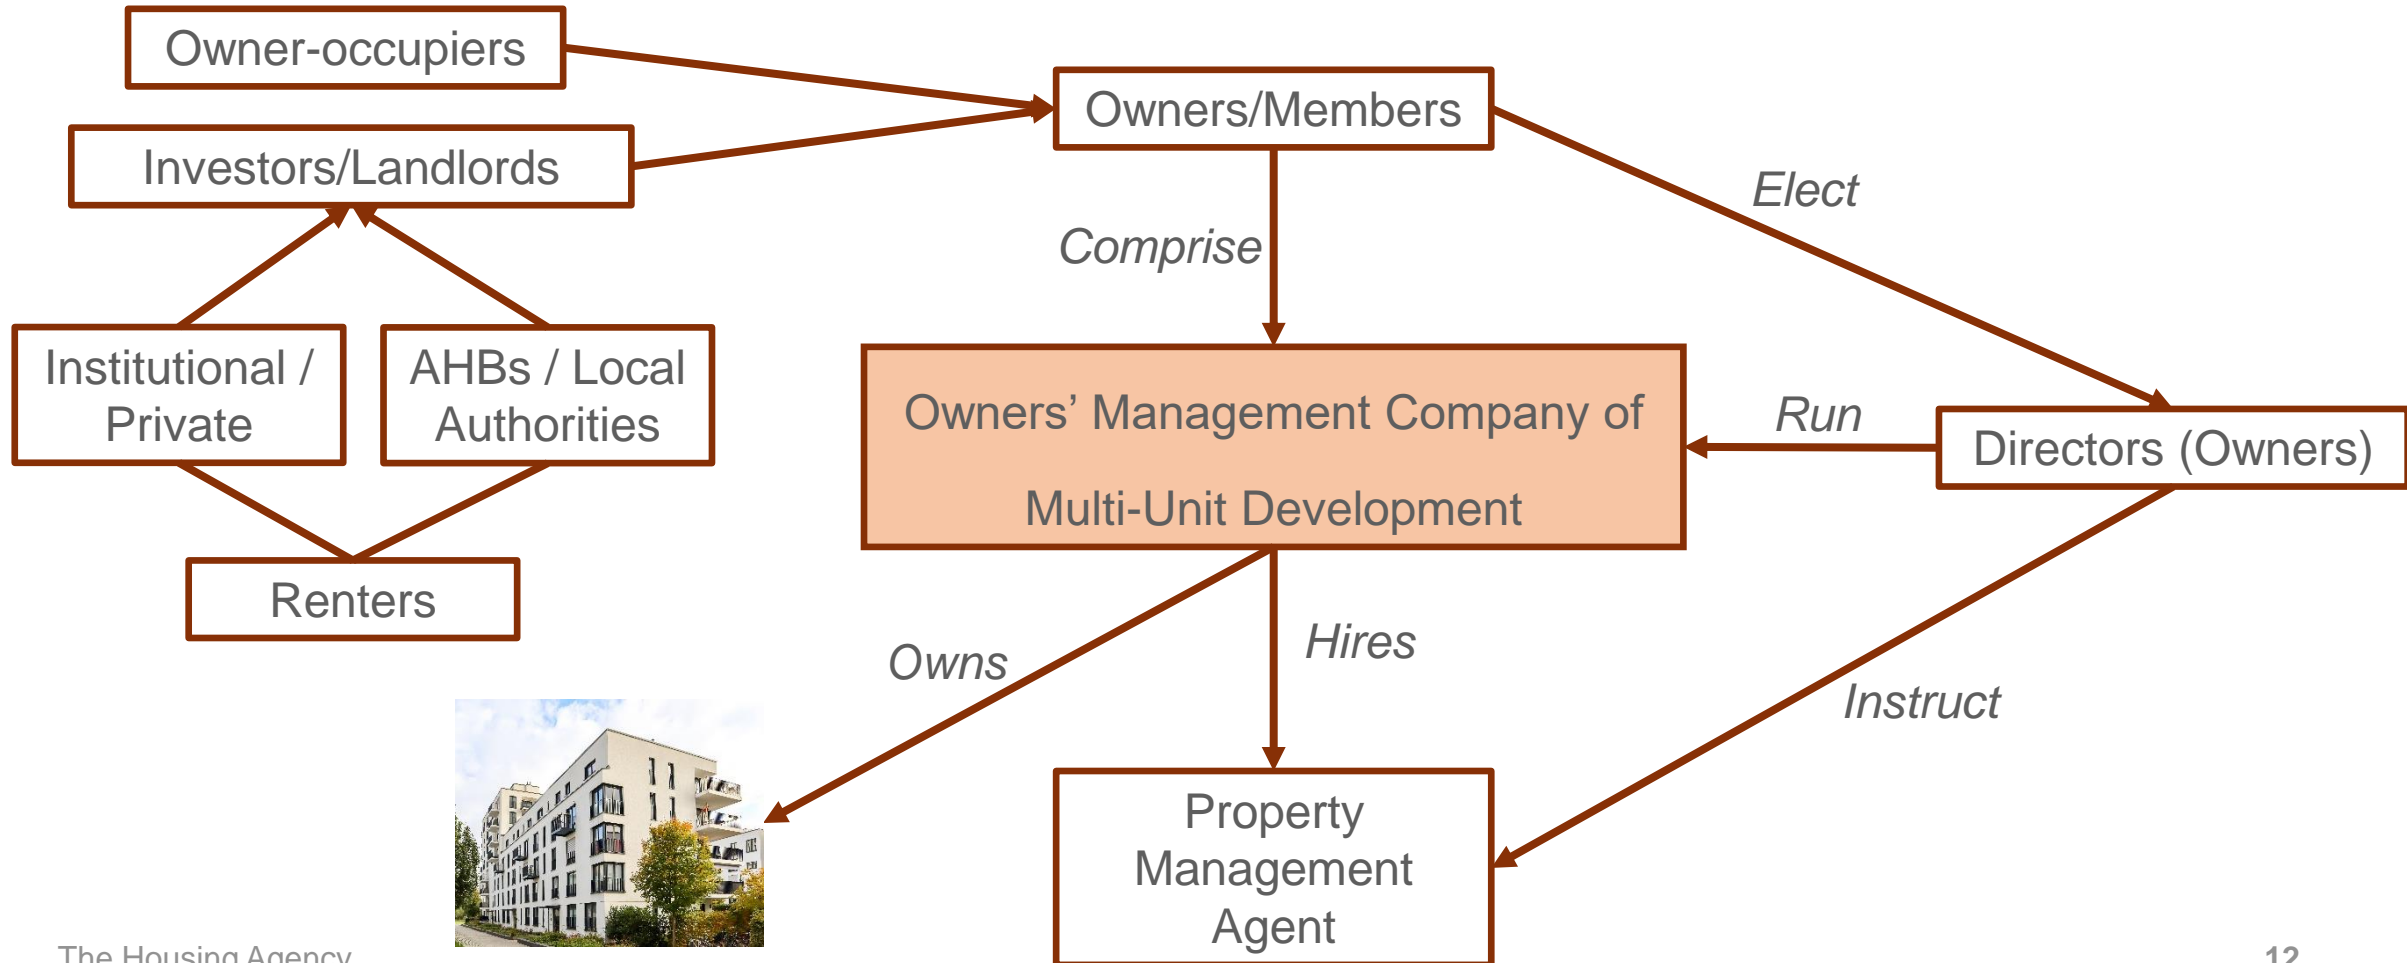 Owner-occupiers
Investors/Landlords
Institutional /
Private
AHBs / Local
Authorities
Renters
Owners/Members
Comprise
Elect
Owners’ Management Company of
Multi-Unit Development
Run
Directors (Owners)
Owns
Hires
Instruct
Property
Management
Agent
The Housing Agency
12